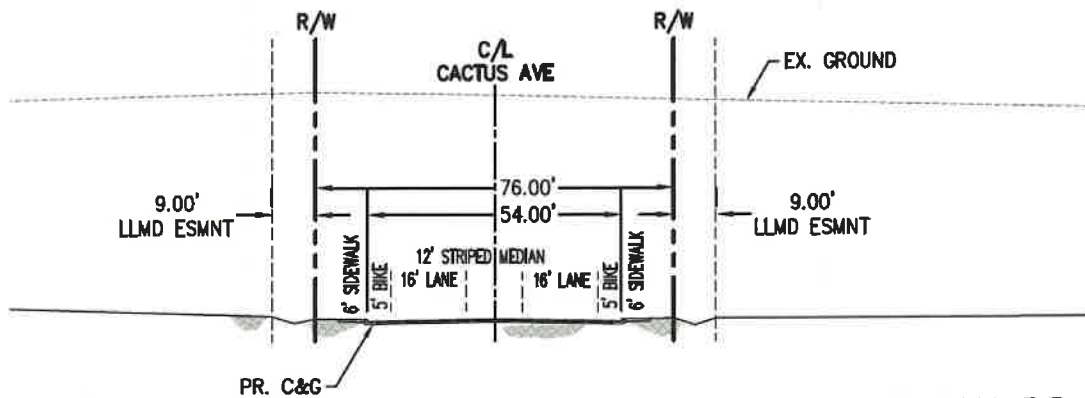 R/W
R/W
C/L
CACTUS AVE
EX. GROUND
76.00'
9.00'
LLMD ESMNT
54.00'
9.00'
LLMD ESMNT
6' SIDEWALK
5' BIKE
12' STRIPED MEDIAN
16' LANE
16' LANE
5' BIKE
6' SIDEWALK
PR. C&G